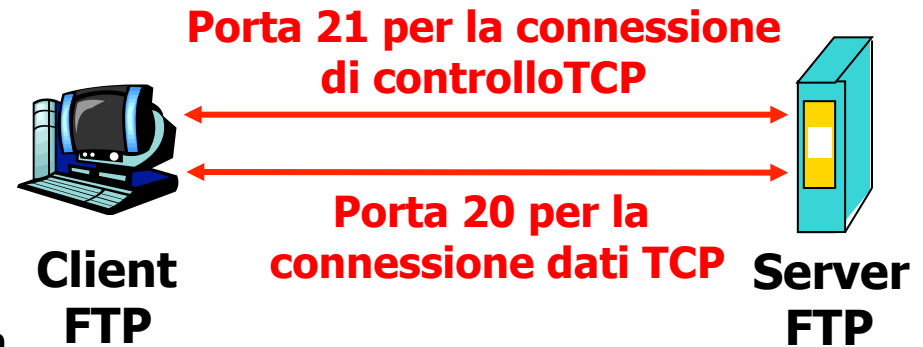 Porta 21 per la connessione
di controlloTCP
Porta 20 per la
connessione dati TCP
Client
FTP
Server
FTP